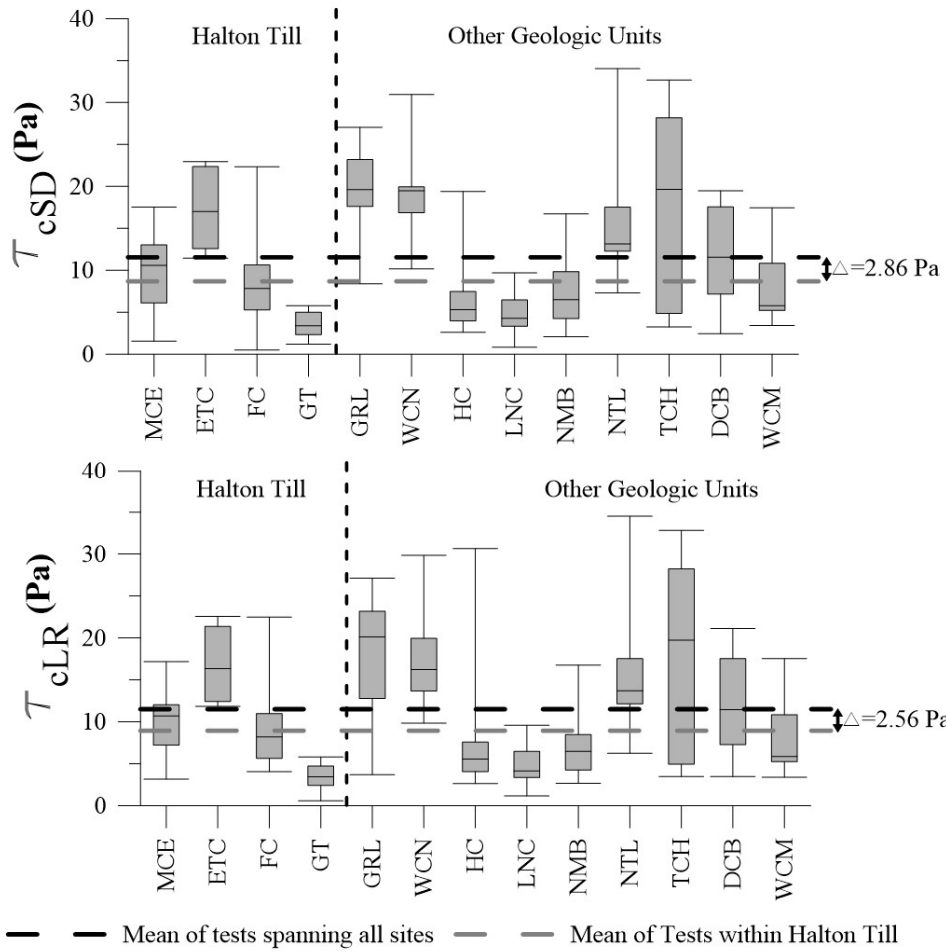 Halton Till
Other Geologic Units
40
30
20
10
0
τcSD (Pa)
△=2.86 Pa
MCE
ETC
FC
GT
GRL
WCN
HC
LNC
NMB
NTL
TCH
DCB
WCM
40
30
20
10
0
τcLR (Pa)
Halton Till
Other Geologic Units
△=2.56 Pa
MCE
ETC
FC
GT
GRL
WCN
HC
LNC
NMB
NTL
TCH
DCB
WCM
Mean of tests spanning all sites
Mean of Tests within Halton Till